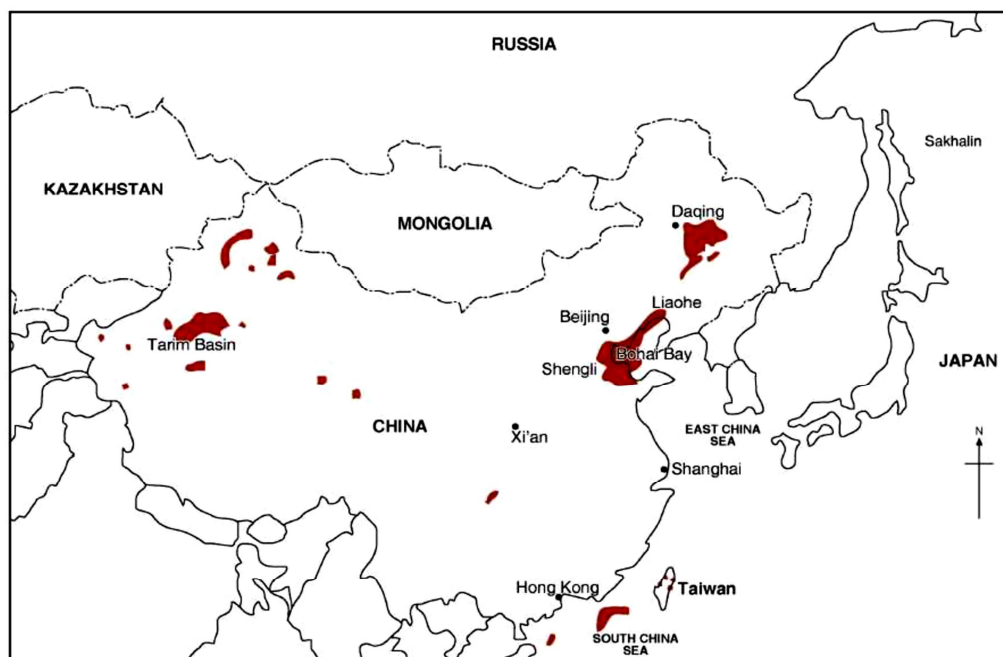 RUSSIA
Sakhalin
KAZAKHSTAN
MONGOLIA
Daqing
Liaohe
Beijing
Tarim Basin
Bohai Bay
Shengli
JAPAN
CHINA
Xi'an
EAST CHINA
SEA
N
Shanghai
Hong Kong
Taiwan
SOUTH CHINA
SEA